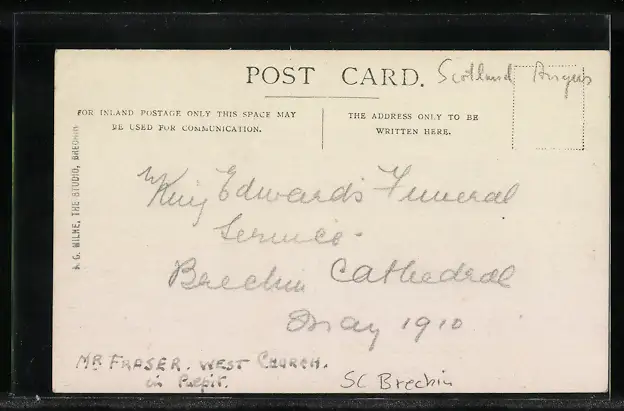 POST CARD.
Scotland Angus
FOR INLAND POSTAGE ONLY THIS SPACE MAY
BE USED FOR COMMUNICATION.
THE ADDRESS ONLY TO BE
WRITTEN HERE.
A. G. MILNE, THE STUDIO, BRECHIN
King Edward's Funeral
Service.
Brechin Cathedral
May 1910
MR FRASER. WEST CHURCH.
in Pulpit.
SC Brechin